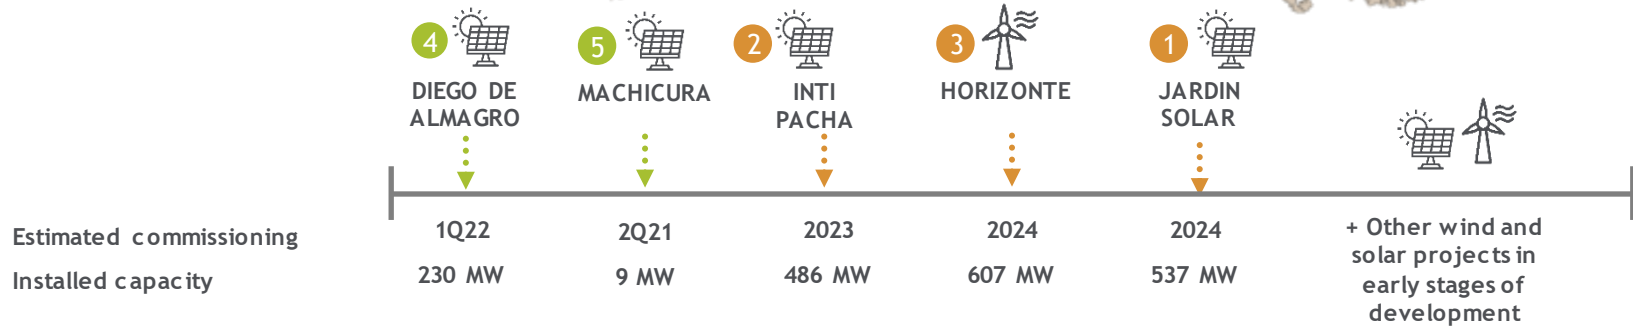 4
5
2
3
1
DIEGO DE
ALMAGRO
MACHICURA
INTI
PACHA
HORIZONTE
JARDIN
SOLAR
Estimated commissioning
1Q22
2Q21
2023
2024
2024
Installed capacity
230 MW
9 MW
486 MW
607 MW
537 MW
+ Other wind and
solar projects in
early stages of
development